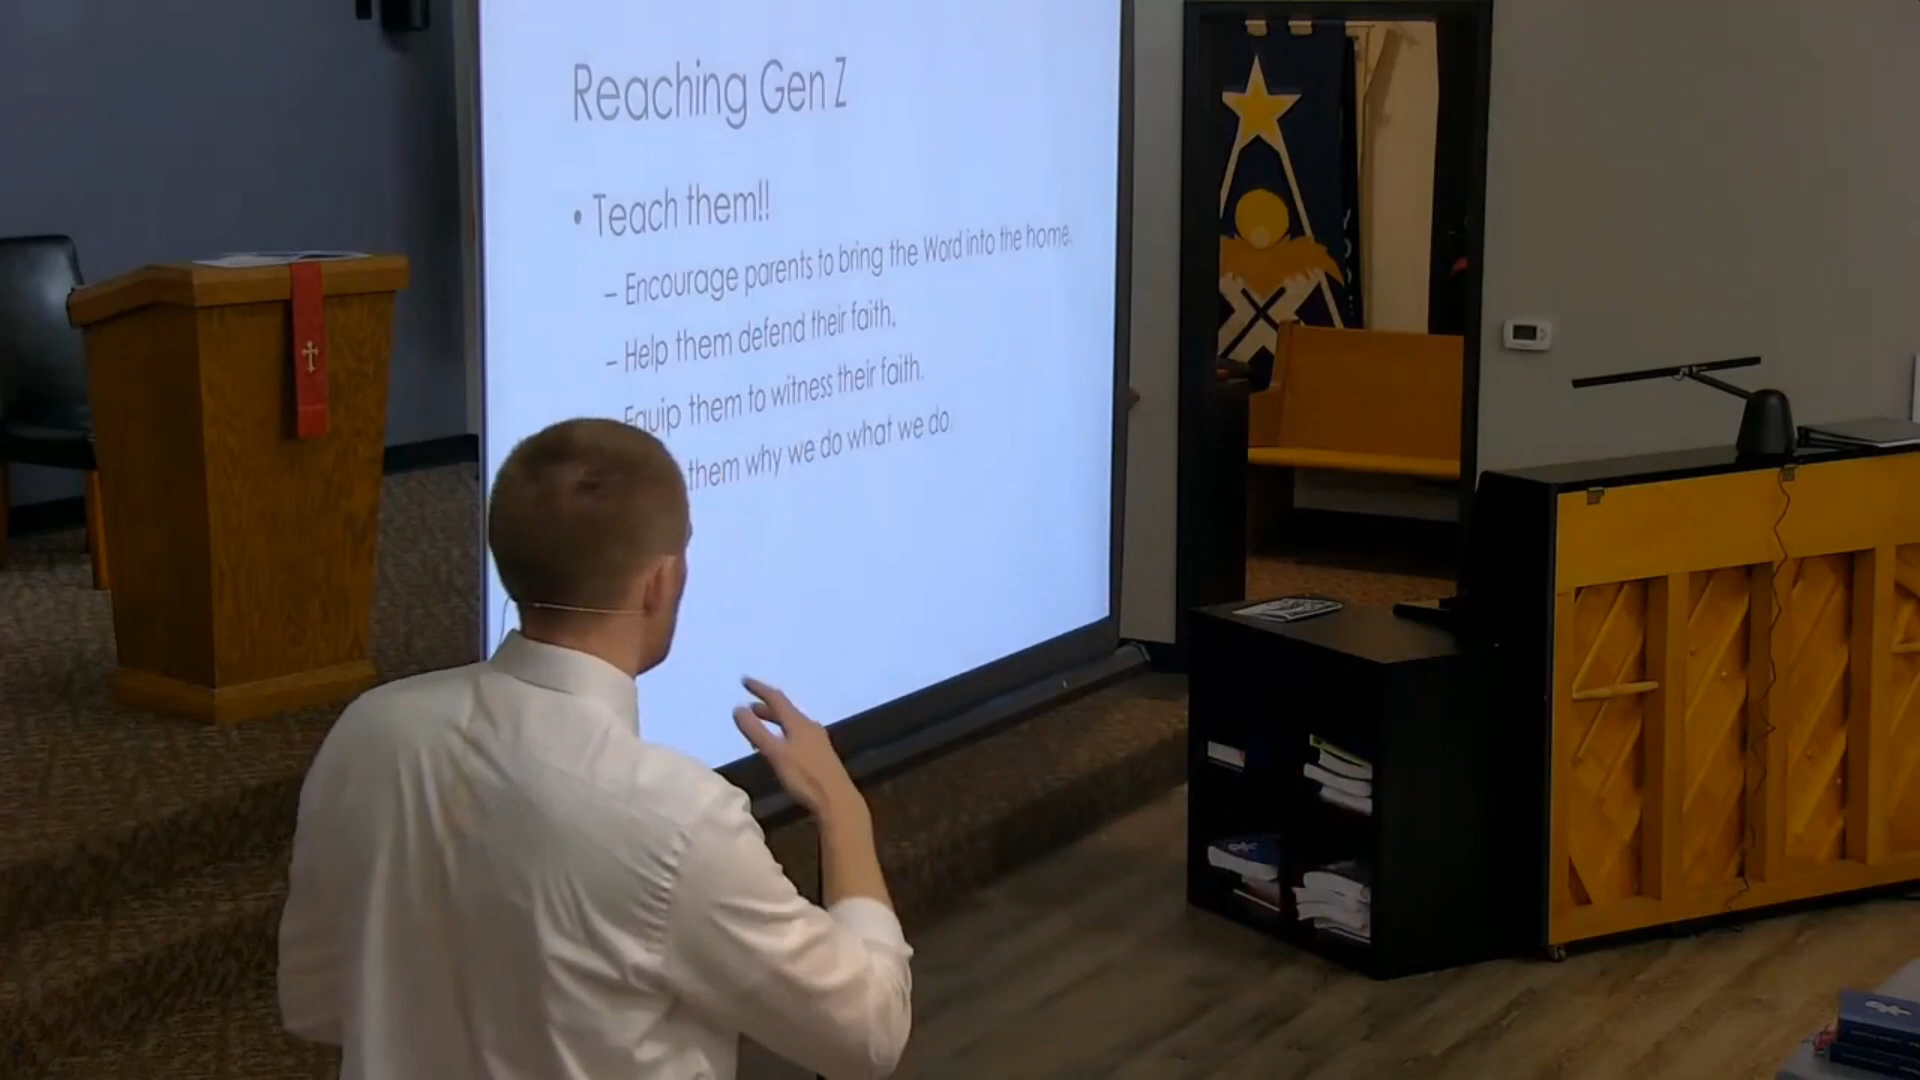 Reaching Gen Z
• Teach them!!
– Encourage parents to bring the Word into the home.
– Help them defend their faith.
Equip them to witness their faith.
them why we do what we do.